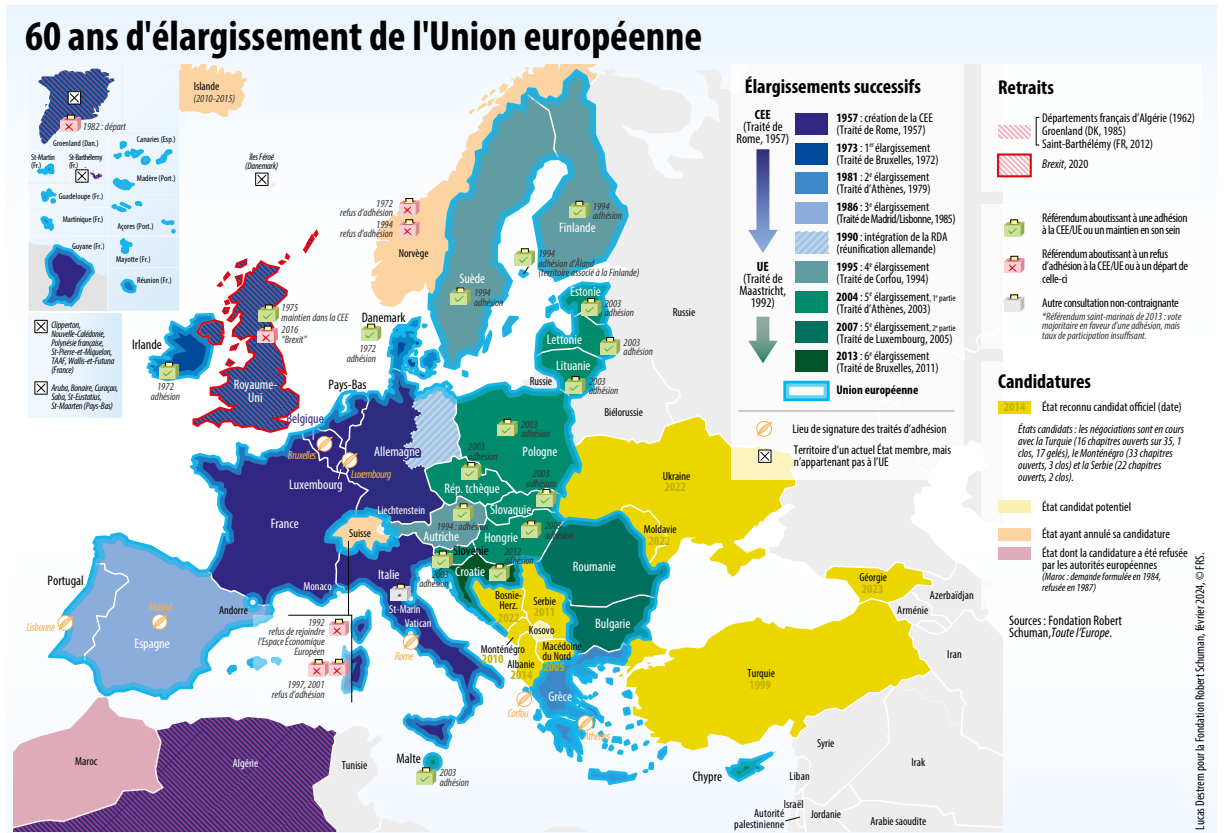 60 ans d'élargissement de l'Union européenne
1982 : départ
Groenland (Dan.)
St-Martin
(Fr.)
St-Barthélemy
(Fr.)
Canaries (Esp.)
Madère (Port.)
Guadeloupe (Fr.)
Martinique (Fr.)
Açores (Port.)
Guyane (Fr.)
Mayotte (Fr.)
Réunion (Fr.)
Clipperton,
Nouvelle-Calédonie,
Polynésie française,
St-Pierre-et-Miquelon,
TAAF, Wallis-et-Futuna
(France)
Aruba, Bonaire, Curaçao,
Saba, St-Eustatius,
St-Maarten (Pays-Bas)
Islande
(2010-2015)
Iles Féroé
(Danemark)
1972
refus d'adhésion
1994
refus d'adhésion
Norvège
Suède
1994
adhésion
Finlande
1994
adhésion
1994
adhésion d'Åland
(territoire associé à la Finlande)
Estonie
2003
adhésion
Lettonie
2003
adhésion
Lituanie
2003
adhésion
Russie
Russie
Biélorussie
Irlande
1972
adhésion
1975
maintien dans la CEE
2016
"Brexit"
Royaume-
Uni
Danemark
1972
adhésion
Pays-Bas
Belgique
Bruxelles
Luxembourg
Luxembourg
Allemagne
2003
adhésion
Pologne
2003
adhésion
Rép. tchèque
2003
adhésion
Slovaquie
Liechtenstein
1994 : adhésion
Autriche
2003
adhésion
Hongrie
France
Suisse
Slovénie
2003
adhésion
2012
adhésion
Croatie
Italie
Monaco
St-Marin
Vatican
Rome
Portugal
Lisbonne
Madrid
Espagne
Andorre
1992
refus de rejoindre
l'Espace Économique
Européen
1997, 2001
refus d'adhésion
Bosnie-
Herz.
2022
Serbie
2011
Kosovo
Monténégro
2010
Macédoine
du Nord
2005
Albanie
2014
Grèce
Corfou
Athènes
Roumanie
Bulgarie
Ukraine
2022
Moldavie
2022
Géorgie
2023
Arménie
Azerbaïdjan
Iran
Turquie
1999
Syrie
Irak
Liban
Israël
Autorité
palestinienne
Jordanie
Arabie saoudite
Chypre
Malte
2003
adhésion
Maroc
Algérie
Tunisie
Élargissements successifs
CEE
(Traité de
Rome, 1957)
UE
(Traité de
Maastricht,
1992)
1957 : création de la CEE
(Traité de Rome, 1957)
1973 : 1er élargissement
(Traité de Bruxelles, 1972)
1981 : 2e élargissement
(Traité d'Athènes, 1979)
1986 : 3e élargissement
(Traité de Madrid/Lisbonne, 1985)
1990 : intégration de la RDA
(réunification allemande)
1995 : 4e élargissement
(Traité de Corfou, 1994)
2004 : 5e élargissement, 1e partie
(Traité d'Athènes, 2003)
2007 : 5e élargissement, 2e partie
(Traité de Luxembourg, 2005)
2013 : 6e élargissement
(Traité de Bruxelles, 2011)
Union européenne
Lieu de signature des traités d'adhésion
Territoire d'un actuel État membre, mais
n'appartenant pas à l'UE
Retraits
Départements français d'Algérie (1962)
Groenland (DK, 1985)
Saint-Barthélémy (FR, 2012)
Brexit, 2020
Référendum aboutissant à une adhésion
à la CEE/UE ou un maintien en son sein
Référendum aboutissant à un refus
d'adhésion à la CEE/UE ou à un départ de
celle-ci
Autre consultation non-contraignante
*Référendum saint-marinais de 2013 : vote
majoritaire en faveur d'une adhésion, mais
taux de participation insuffisant.
Candidatures
2014 État reconnu candidat officiel (date)
États candidats : les négociations sont en cours
avec la Turquie (16 chapitres ouverts sur 35, 1
clos, 17 gelés), le Monténégro (33 chapitres
ouverts, 3 clos) et la Serbie (22 chapitres
ouverts, 2 clos).
État candidat potentiel
État ayant annulé sa candidature
État dont la candidature a été refusée
par les autorités européennes
(Maroc : demande formulée en 1984,
refusée en 1987)
Sources : Fondation Robert
Schuman, Toute l'Europe.
Lucas Destrem pour la Fondation Robert Schuman, février 2024, © FRS.